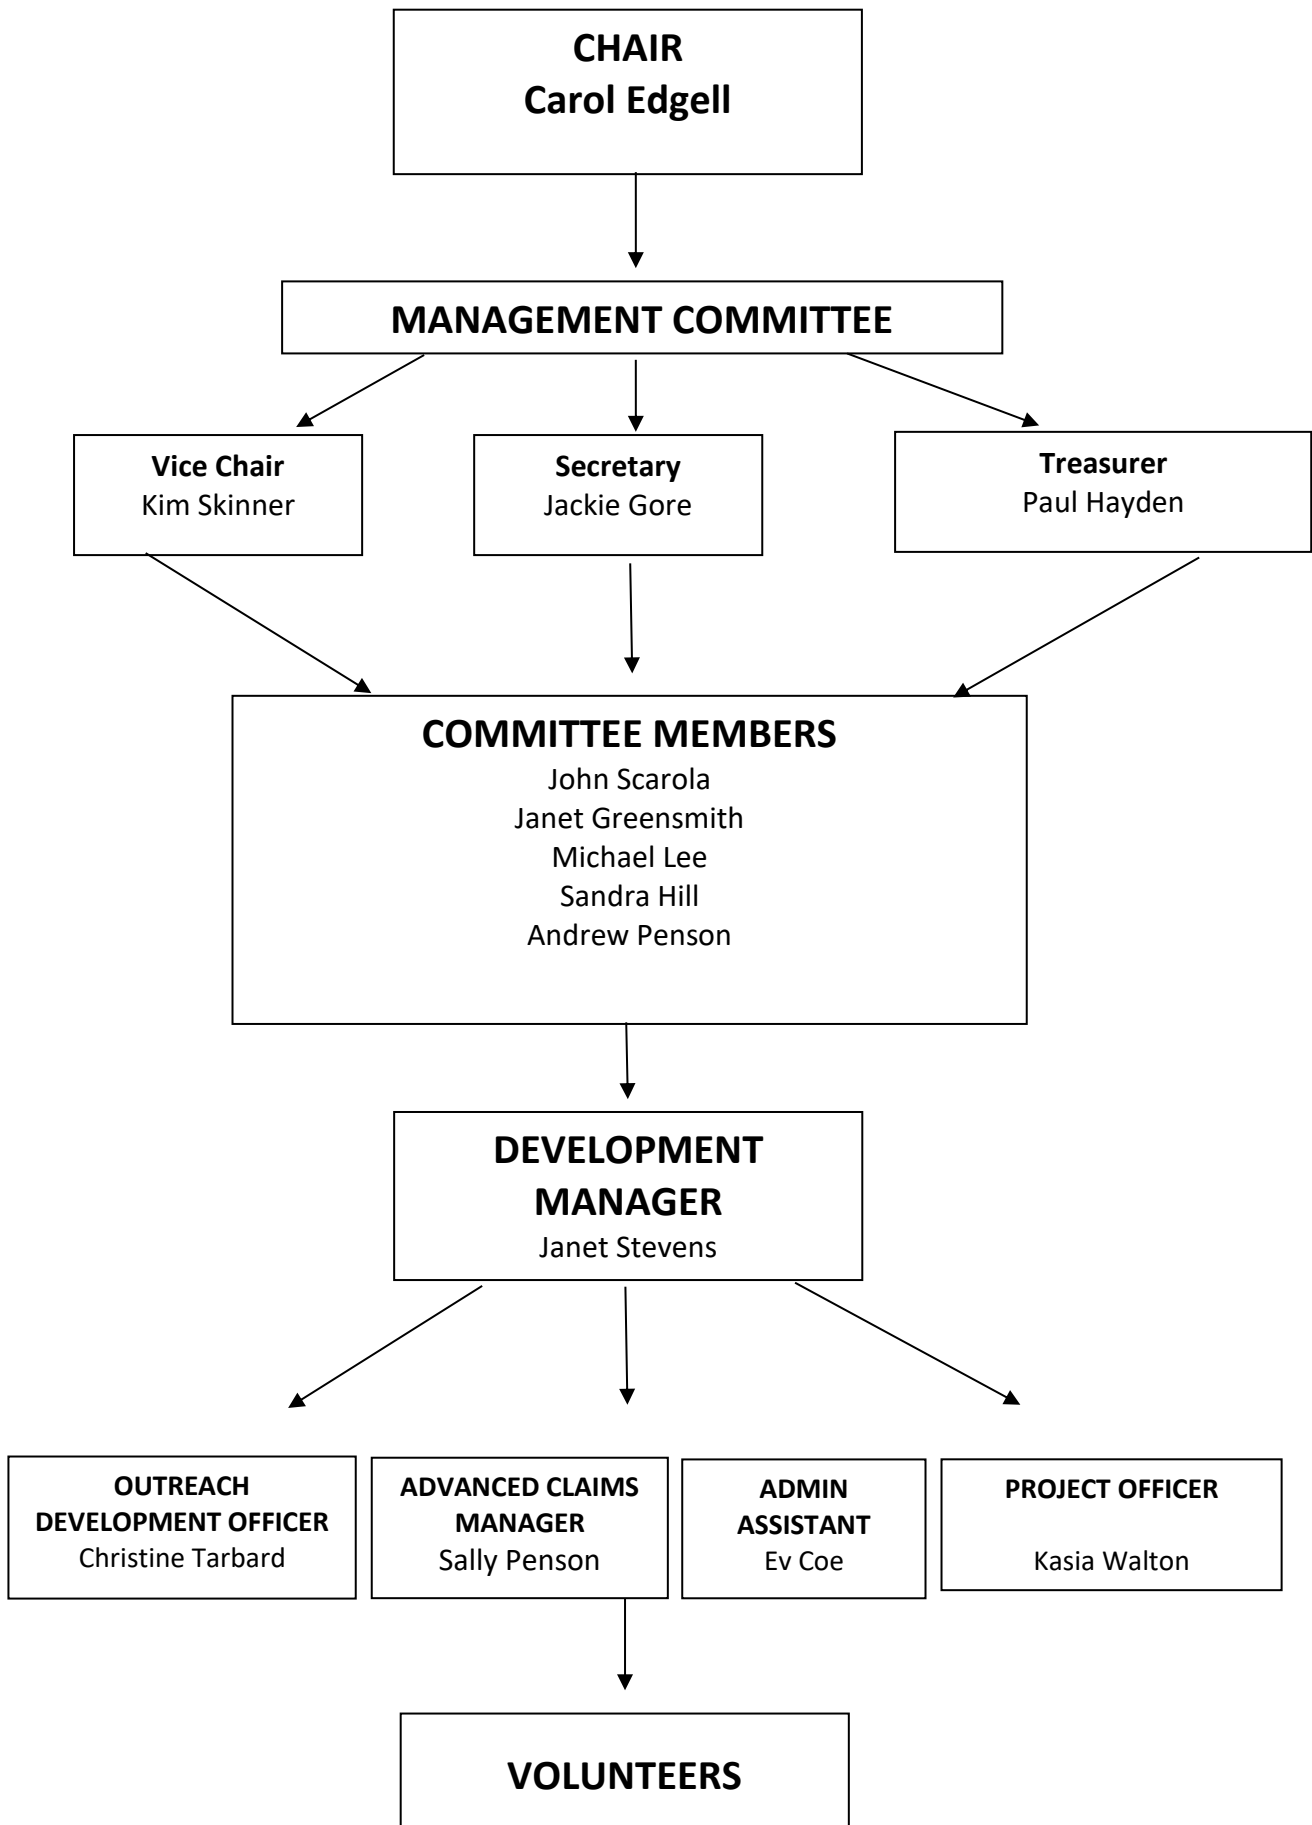 CHAIR
Carol Edgell
MANAGEMENT COMMITTEE
Vice Chair
Kim Skinner
Secretary
Jackie Gore
Treasurer
Paul Hayden
COMMITTEE MEMBERS
John Scarola
Janet Greensmith
Michael Lee
Sandra Hill
Andrew Penson
DEVELOPMENT
MANAGER
Janet Stevens
OUTREACH
DEVELOPMENT OFFICER
Christine Tarbard
ADVANCED CLAIMS
MANAGER
Sally Penson
ADMIN
ASSISTANT
Ev Coe
PROJECT OFFICER
Kasia Walton
VOLUNTEERS